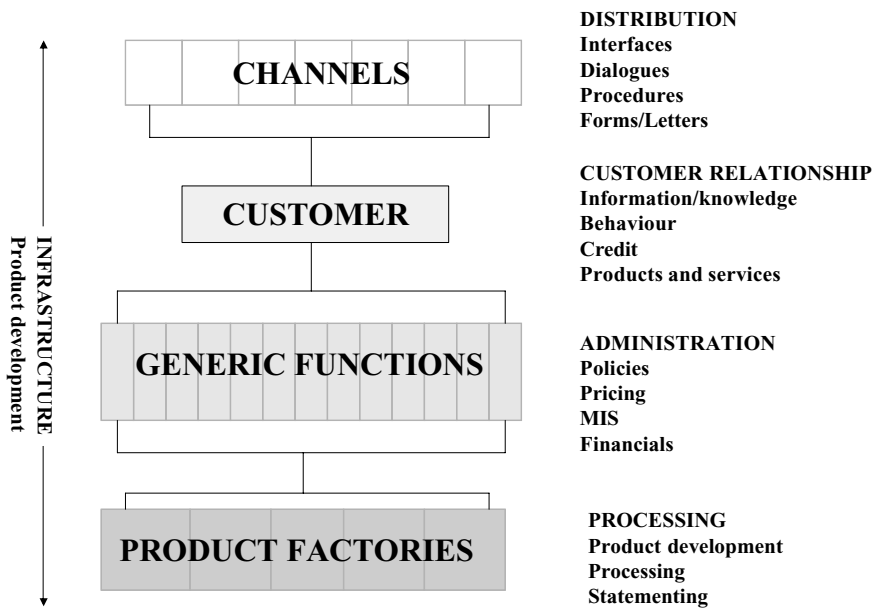 DISTRIBUTION
Interfaces
Dialogues
Procedures
Forms/Letters
CHANNELS
CUSTOMER RELATIONSHIP
Information/knowledge
Behaviour
Credit
Products and services
CUSTOMER
INFRASTRUCTURE
Product development
ADMINISTRATION
Policies
Pricing
MIS
Financials
GENERIC FUNCTIONS
PROCESSING
Product development
Processing
Statementing
PRODUCT FACTORIES